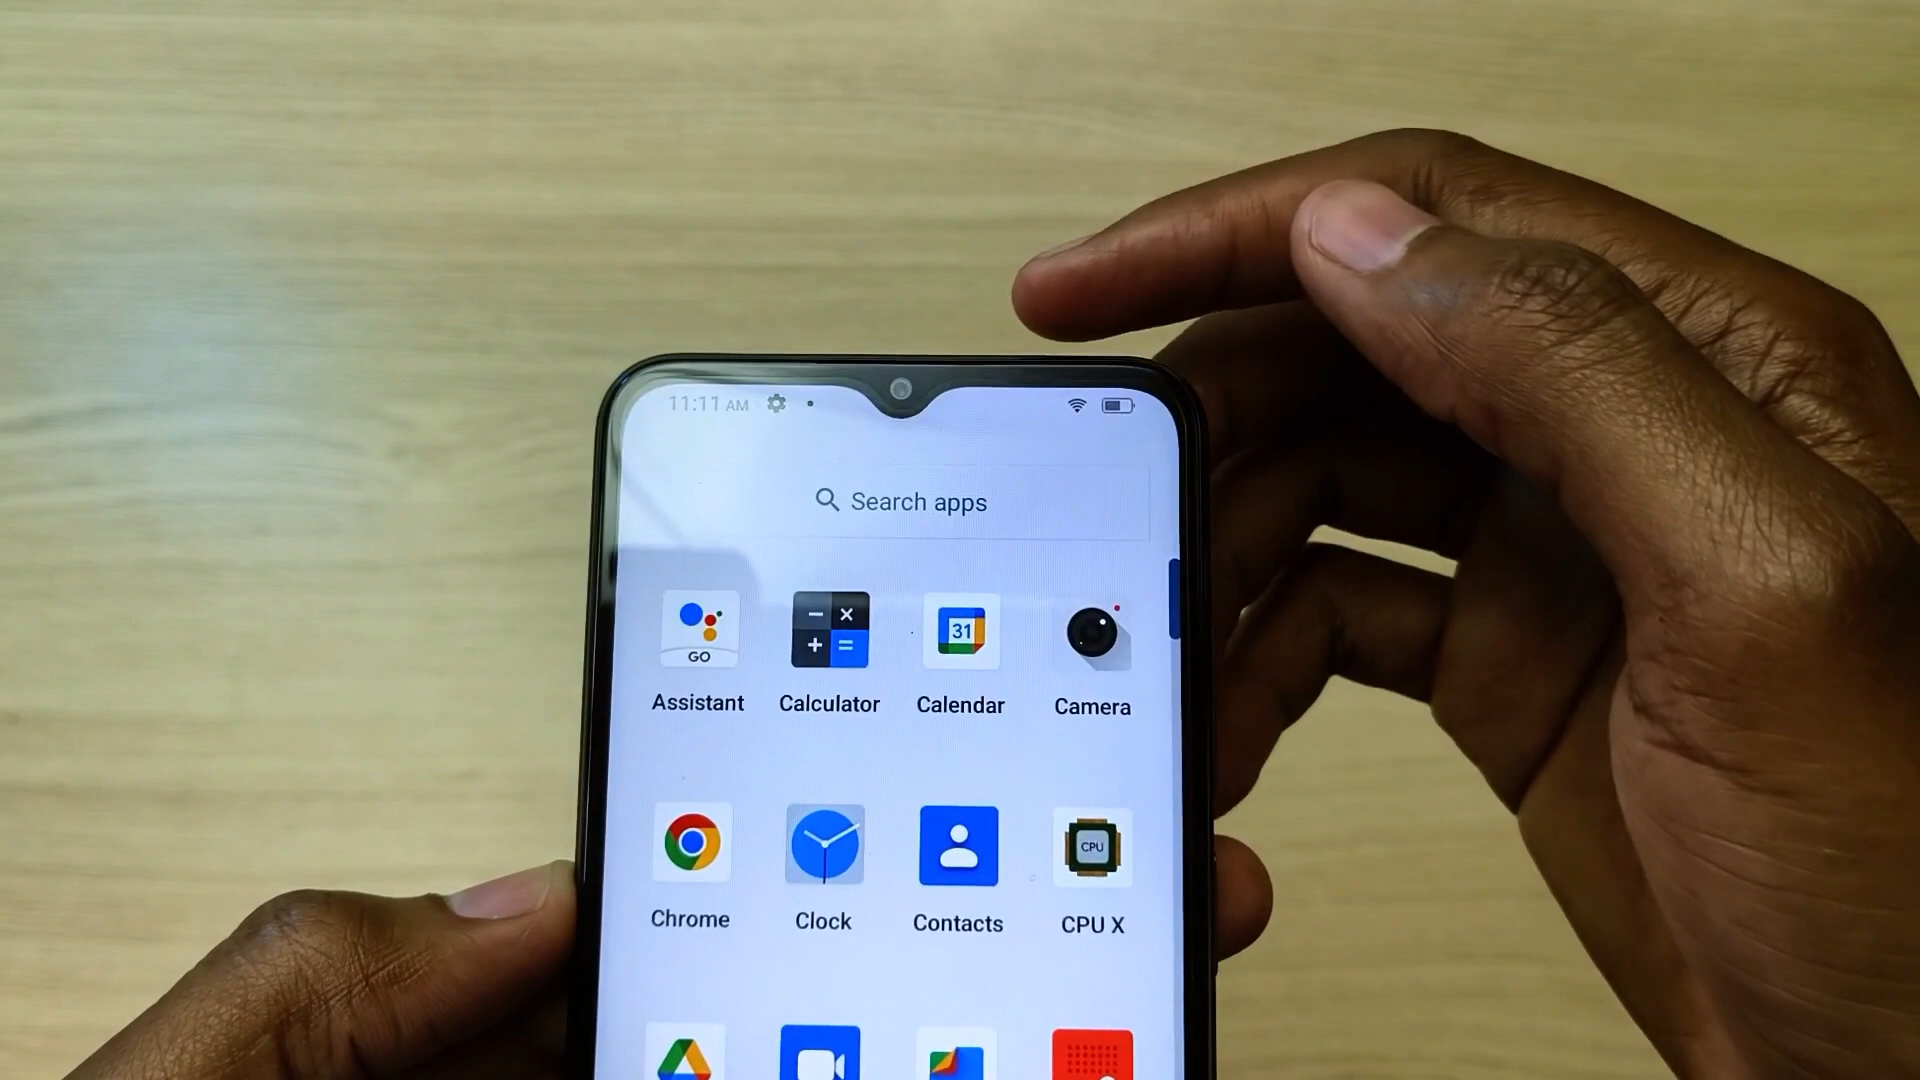 11:11 AM
Search apps
GO
31
Assistant
Calculator
Calendar
Camera
CPU
Chrome
Clock
Contacts
CPU X